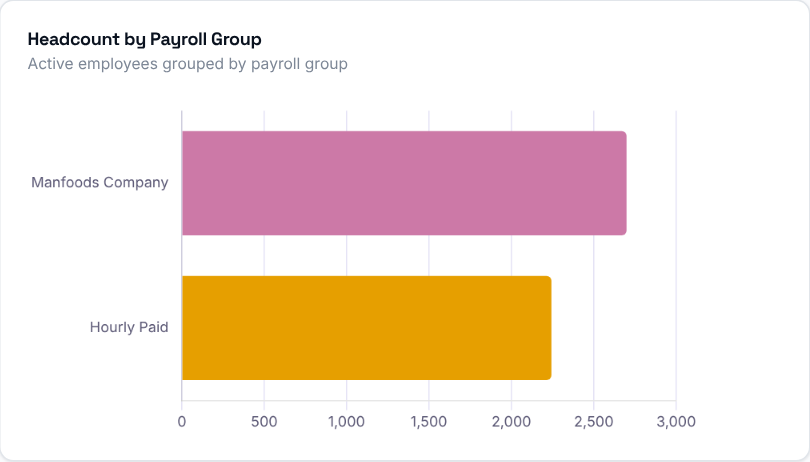 Headcount by Payroll Group
Active employees grouped by payroll group
Manfoods Company
Hourly Paid
0 500 1,000 1,500 2,000 2,500 3,000